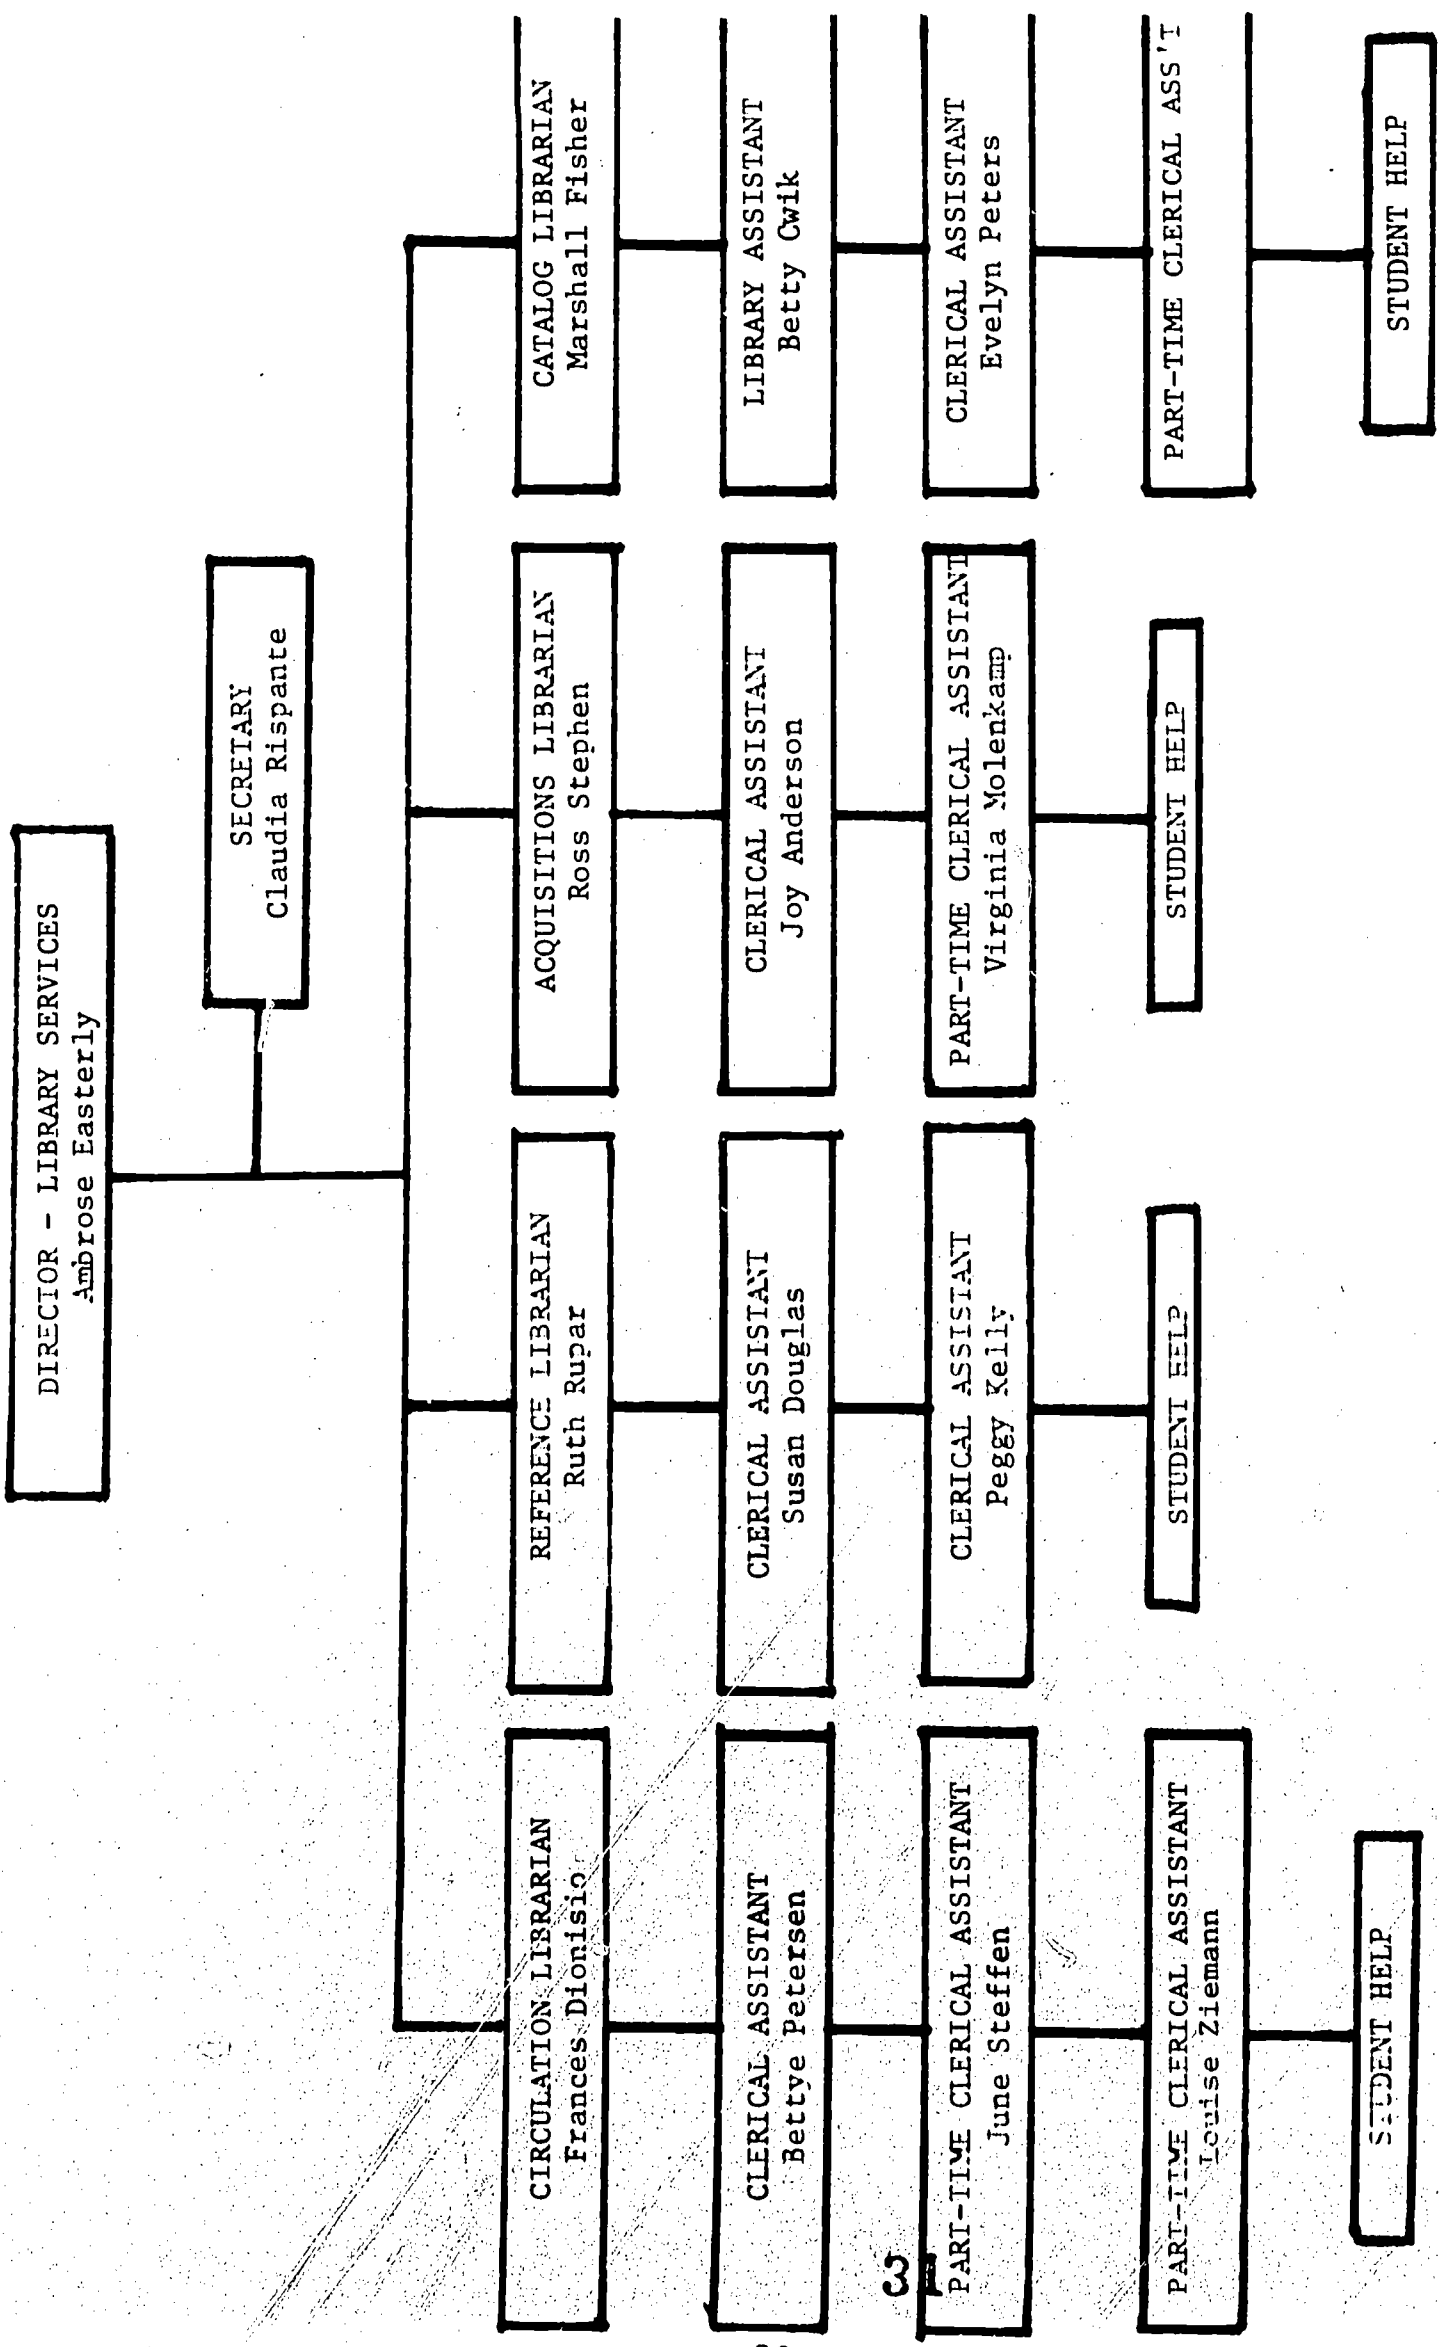 DIRECTOR - LIBRARY SERVICES
Ambrose Easterly
SECRETARY
Claudia Rispante
CIRCULATION LIBRARIAN
Frances Dionisio
REFERENCE LIBRARIAN
Ruth Rupar
ACQUISITIONS LIBRARIAN
Ross Stephen
CATALOG LIBRARIAN
Marshall Fisher
CLERICAL ASSISTANT
Bettye Petersen
CLERICAL ASSISTANT
Susan Douglas
CLERICAL ASSISTANT
Joy Anderson
LIBRARY ASSISTANT
Betty Cwik
PART-TIME CLERICAL ASSISTANT
June Steffen
CLERICAL ASSISTANT
Peggy Kelly
PART-TIME CLERICAL ASSISTANT
Virginia Molenkamp
CLERICAL ASSISTANT
Evelyn Peters
PART-TIME CLERICAL ASSISTANT
Louise Ziemann
STUDENT HELP
STUDENT HELP
PART-TIME CLERICAL ASS'T
STUDENT HELP
STUDENT HELP